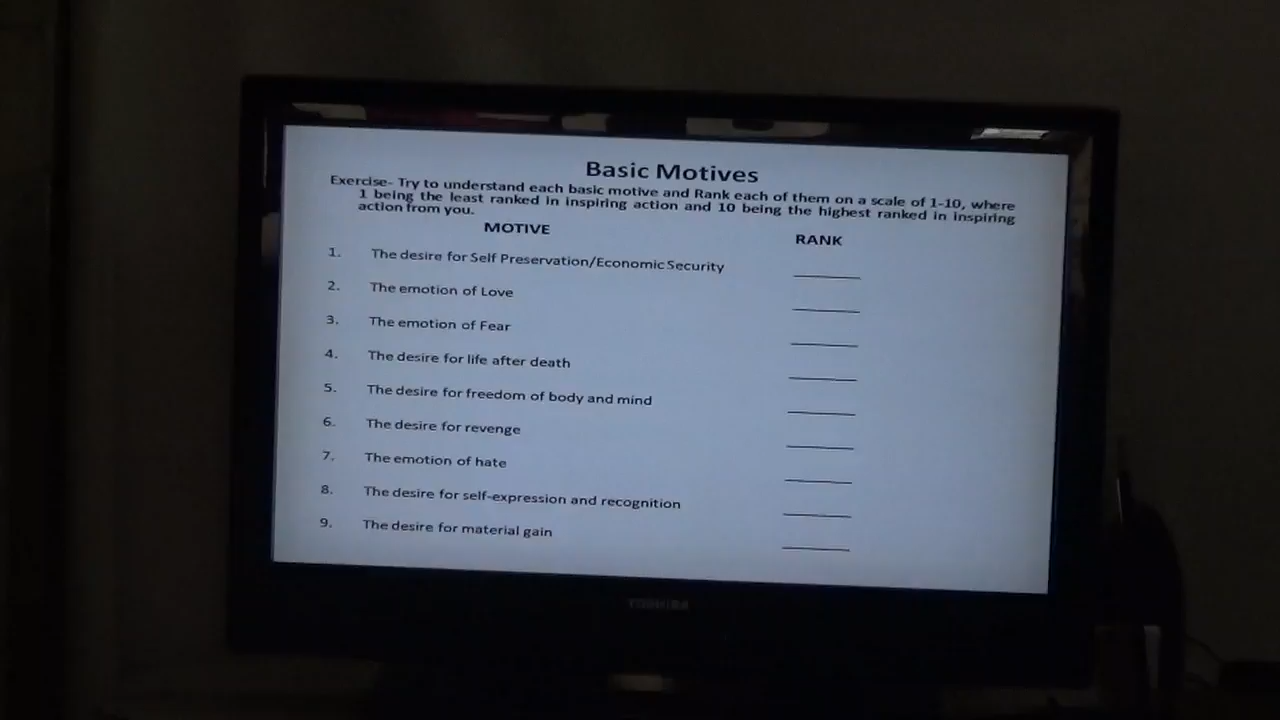 Basic Motives
Exercise- Try to understand each basic motive and Rank each of them on a scale of 1-10, where
1 being the least ranked in inspiring action and 10 being the highest ranked in inspiring
action from you.
MOTIVE RANK
1. The desire for Self Preservation/Economic Security
2. The emotion of Love
3. The emotion of Fear
4. The desire for life after death
5. The desire for freedom of body and mind
6. The desire for revenge
7. The emotion of hate
8. The desire for self-expression and recognition
9. The desire for material gain
TOSHIBA